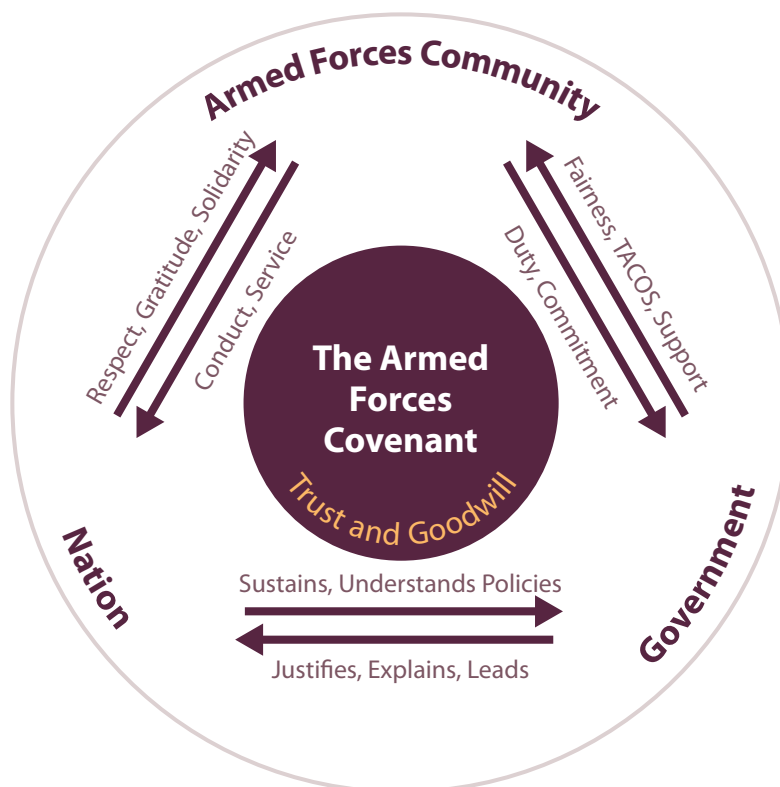 Armed Forces Community
Respect, Gratitude, Solidarity
Conduct, Service
Duty, Commitment
Fairness, TACOS, Support
The Armed
Forces
Covenant
Trust and Goodwill
Nation
Government
Sustains, Understands Policies
Justifies, Explains, Leads